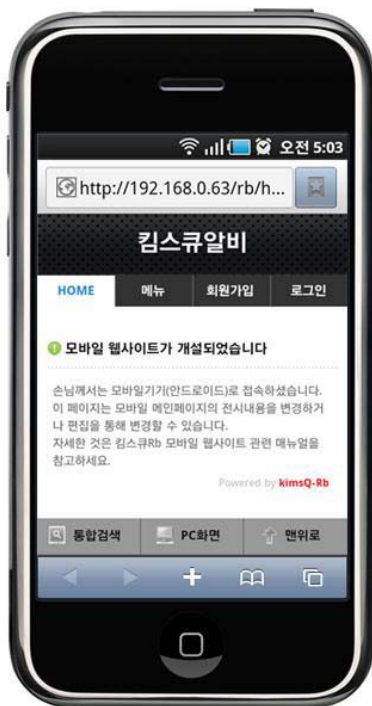 오전 5:03
http://192.168.0.63/rb/h...
킴스큐알비
HOME 메뉴 회원가입 로그인
모바일 웹사이트가 개설되었습니다
손님께서는 모바일기기(안드로이드)로 접속하셨습니다.
이 페이지는 모바일 메인페이지의 전시내용을 변경하거
나 편집을 통해 변경할 수 있습니다.
자세한 것은 킴스큐Rb 모바일 웹사이트 관련 매뉴얼을
참고하세요.
Powered by kimsQ-Rb
통합검색 PC화면 맨위로